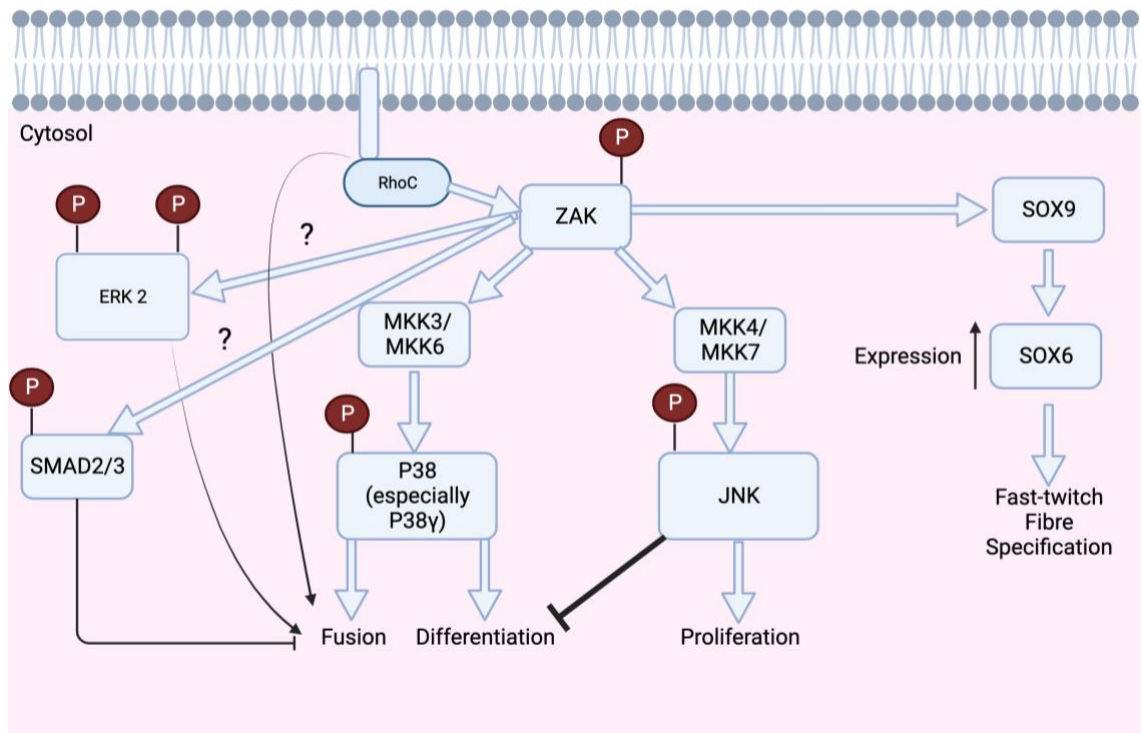 Cytosol
P
P
P
RhoC
ZAK
SOX9
?
ERK 2
MKK3/
MKK6
MKK4/
MKK7
Expression
SOX6
?
P
P
P
SMAD2/3
P38
(especially
P38γ)
JNK
Fast-twitch
Fibre
Specification
Fusion
Differentiation
Proliferation